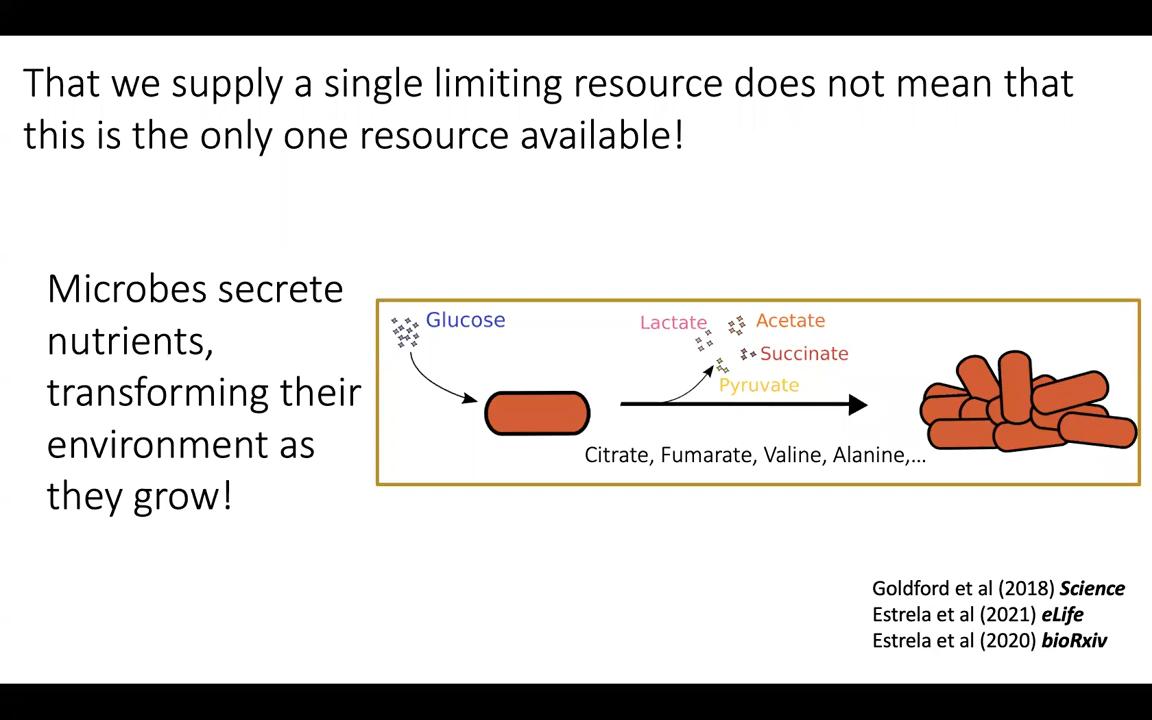 That we supply a single limiting resource does not mean that
this is the only one resource available!
Microbes secrete
nutrients,
transforming their
environment as
they grow!
Glucose
Lactate
Acetate
Succinate
Pyruvate
Citrate, Fumarate, Valine, Alanine,...
Goldford et al (2018) Science
Estrela et al (2021) eLife
Estrela et al (2020) bioRxiv